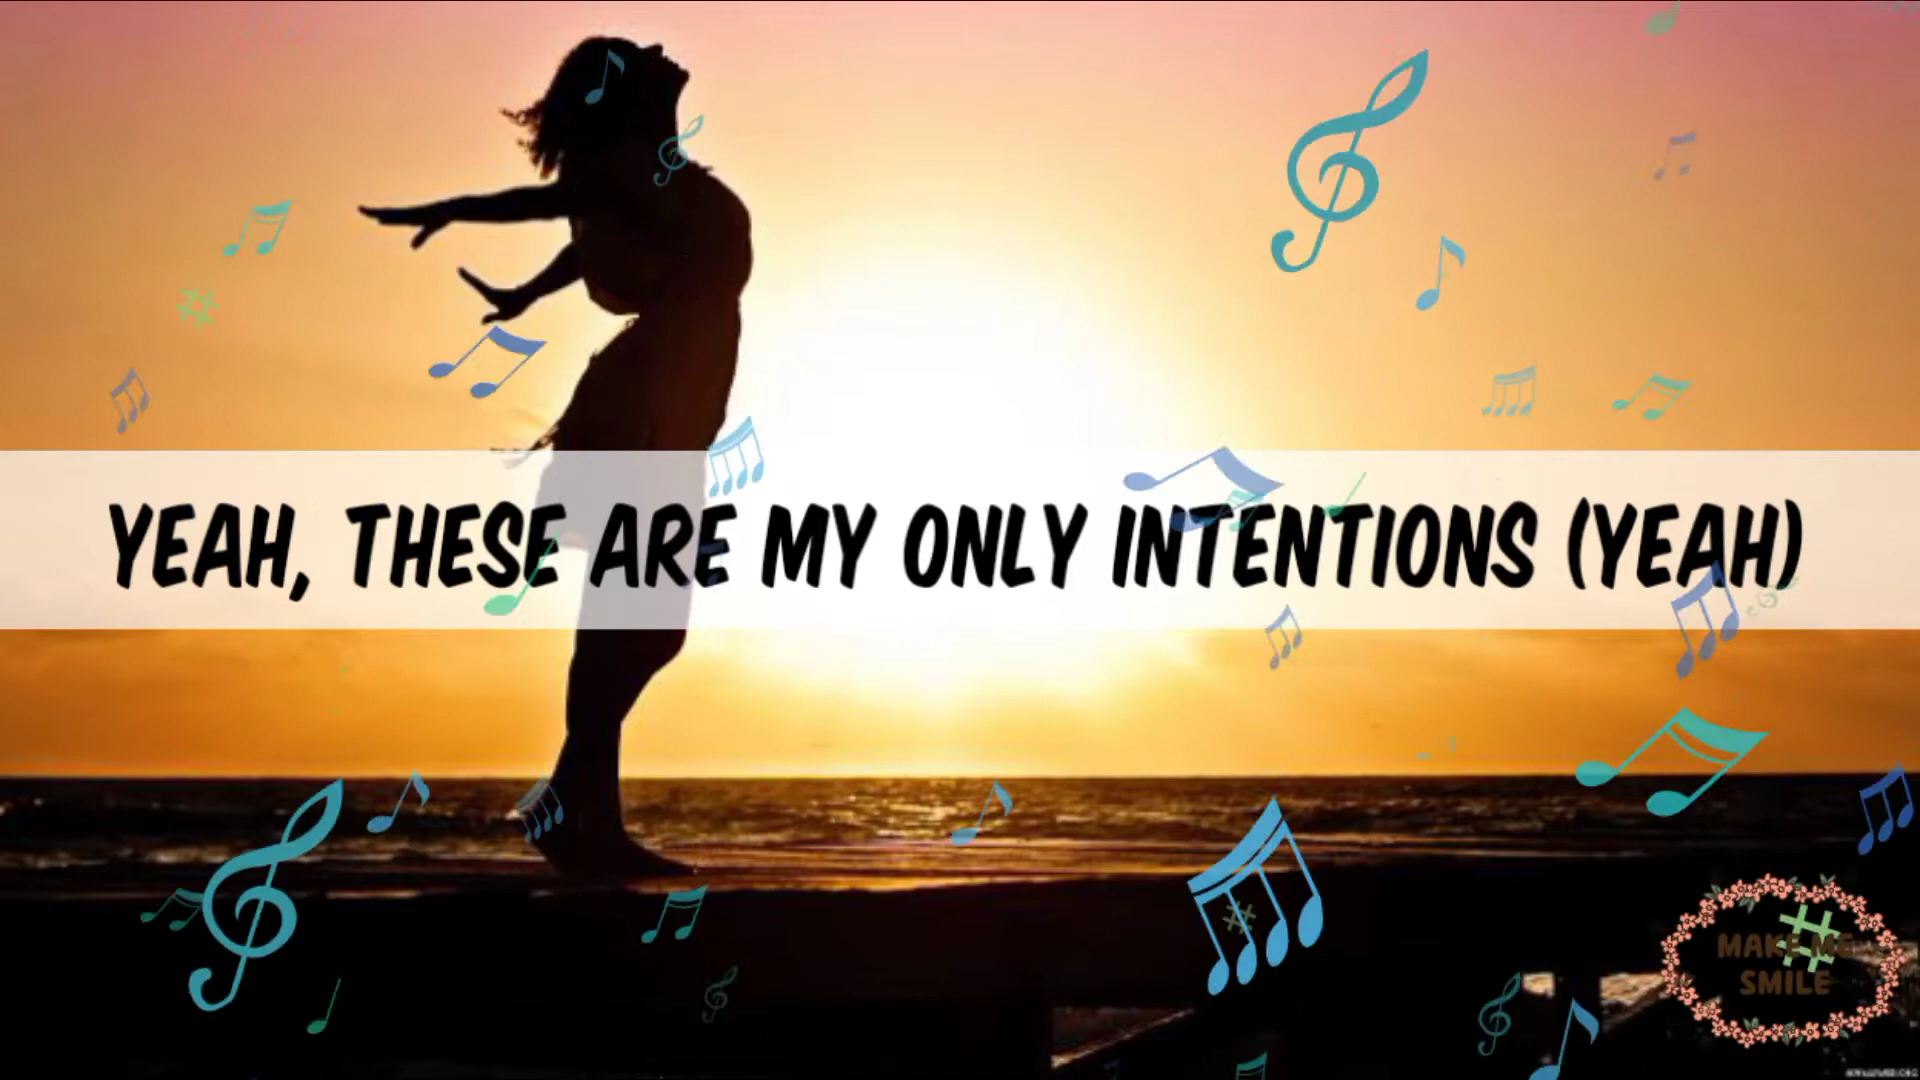 YEAH, THESE ARE MY ONLY INTENTIONS (YEAH)
MAKE ME
SMILE